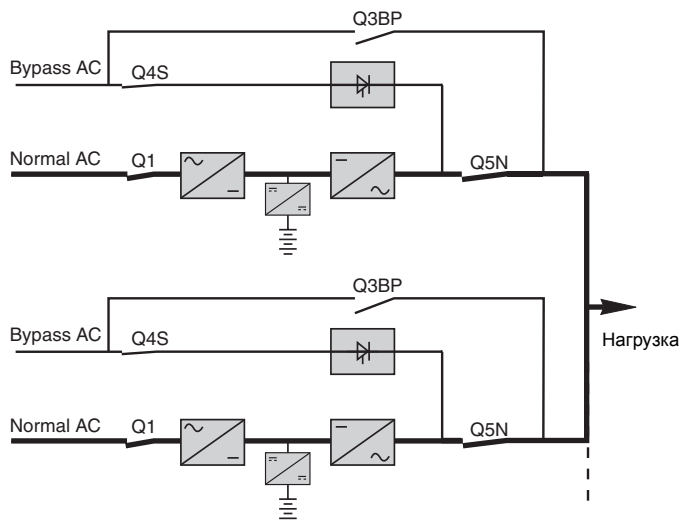 Q3BP
Bypass AC
Q4S
Normal AC
Q1
Q5N
Q3BP
Bypass AC
Q4S
Нагрузка
Normal AC
Q1
Q5N